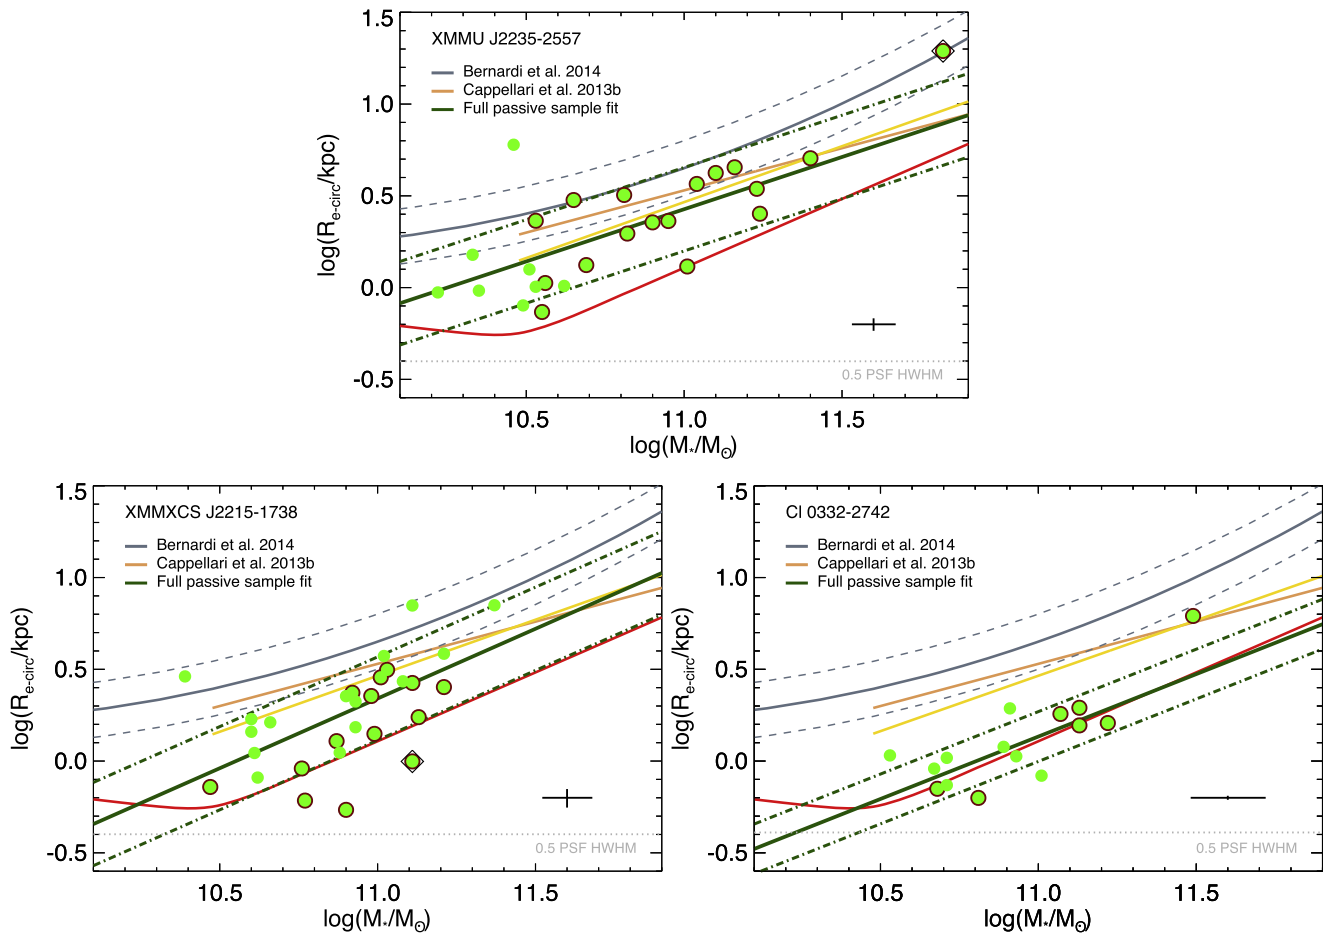 XMMU J2235-2557
Bernardi et al. 2014
Cappellari et al. 2013b
Full passive sample fit
1.5
1.0
0.5
0.0
-0.5
log(Re-circ/kpc)
0.5 PSF HWHM
10.5 11.0 11.5
log(M*/M⊙)
XMMXCS J2215-1738
Bernardi et al. 2014
Cappellari et al. 2013b
Full passive sample fit
1.5
1.0
0.5
0.0
-0.5
log(Re-circ/kpc)
0.5 PSF HWHM
10.5 11.0 11.5
log(M*/M⊙)
Cl 0332-2742
Bernardi et al. 2014
Cappellari et al. 2013b
Full passive sample fit
1.5
1.0
0.5
0.0
-0.5
log(Re-circ/kpc)
0.5 PSF HWHM
10.5 11.0 11.5
log(M*/M⊙)